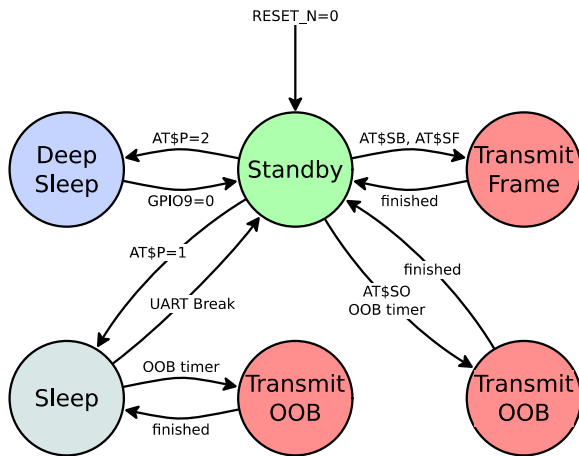 RESET_N=0
AT$P=2
AT$SB, AT$SF
Deep
Sleep
Standby
Transmit
Frame
GPIO9=0
finished
AT$P=1
finished
UART Break
AT$SO
OOB timer
Sleep
OOB timer
Transmit
OOB
Transmit
OOB
finished